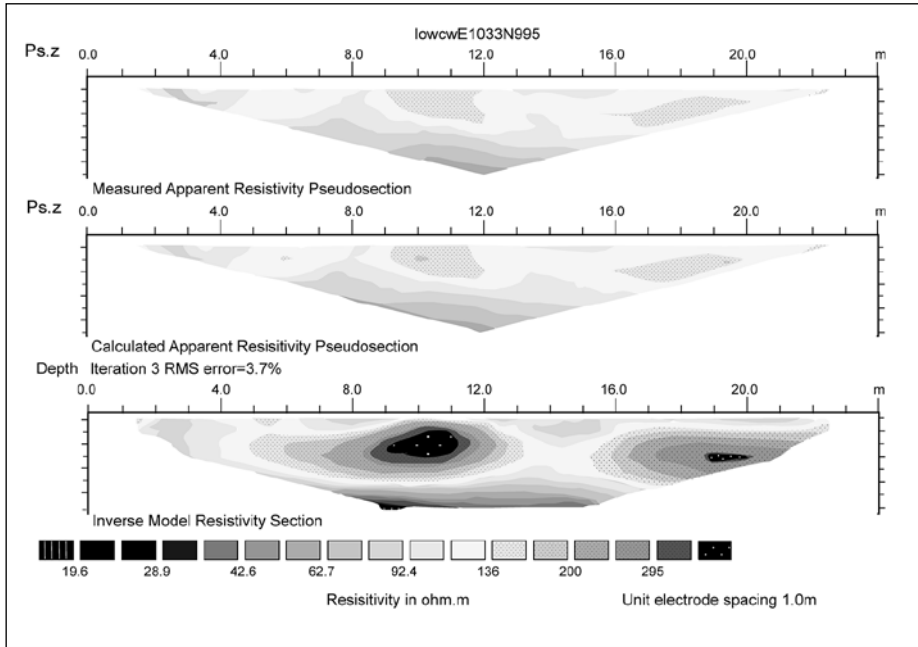 lowcwE1033N995
Ps.z 0.0 4.0 8.0 12.0 16.0 20.0 m
Measured Apparent Resistivity Pseudosection
Ps.z 0.0 4.0 8.0 12.0 16.0 20.0 m
Calculated Apparent Resisitivity Pseudosection
Depth Iteration 3 RMS error=3.7%
0.0 4.0 8.0 12.0 16.0 20.0 m
Inverse Model Resistivity Section
19.6 28.9 42.6 62.7 92.4 136 200 295
Resisitivity in ohm.m Unit electrode spacing 1.0m